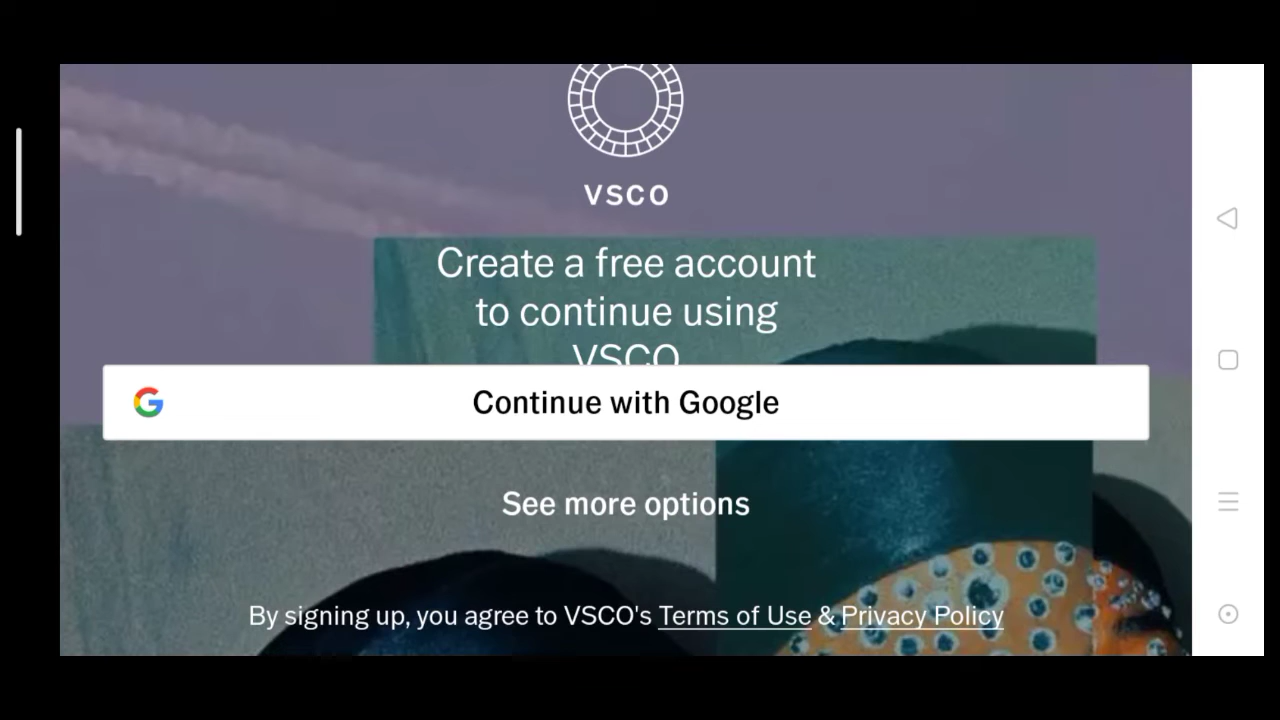 VSCO
Create a free account
to continue using
VSCO
Continue with Google
See more options
By signing up, you agree to VSCO's Terms of Use & Privacy Policy